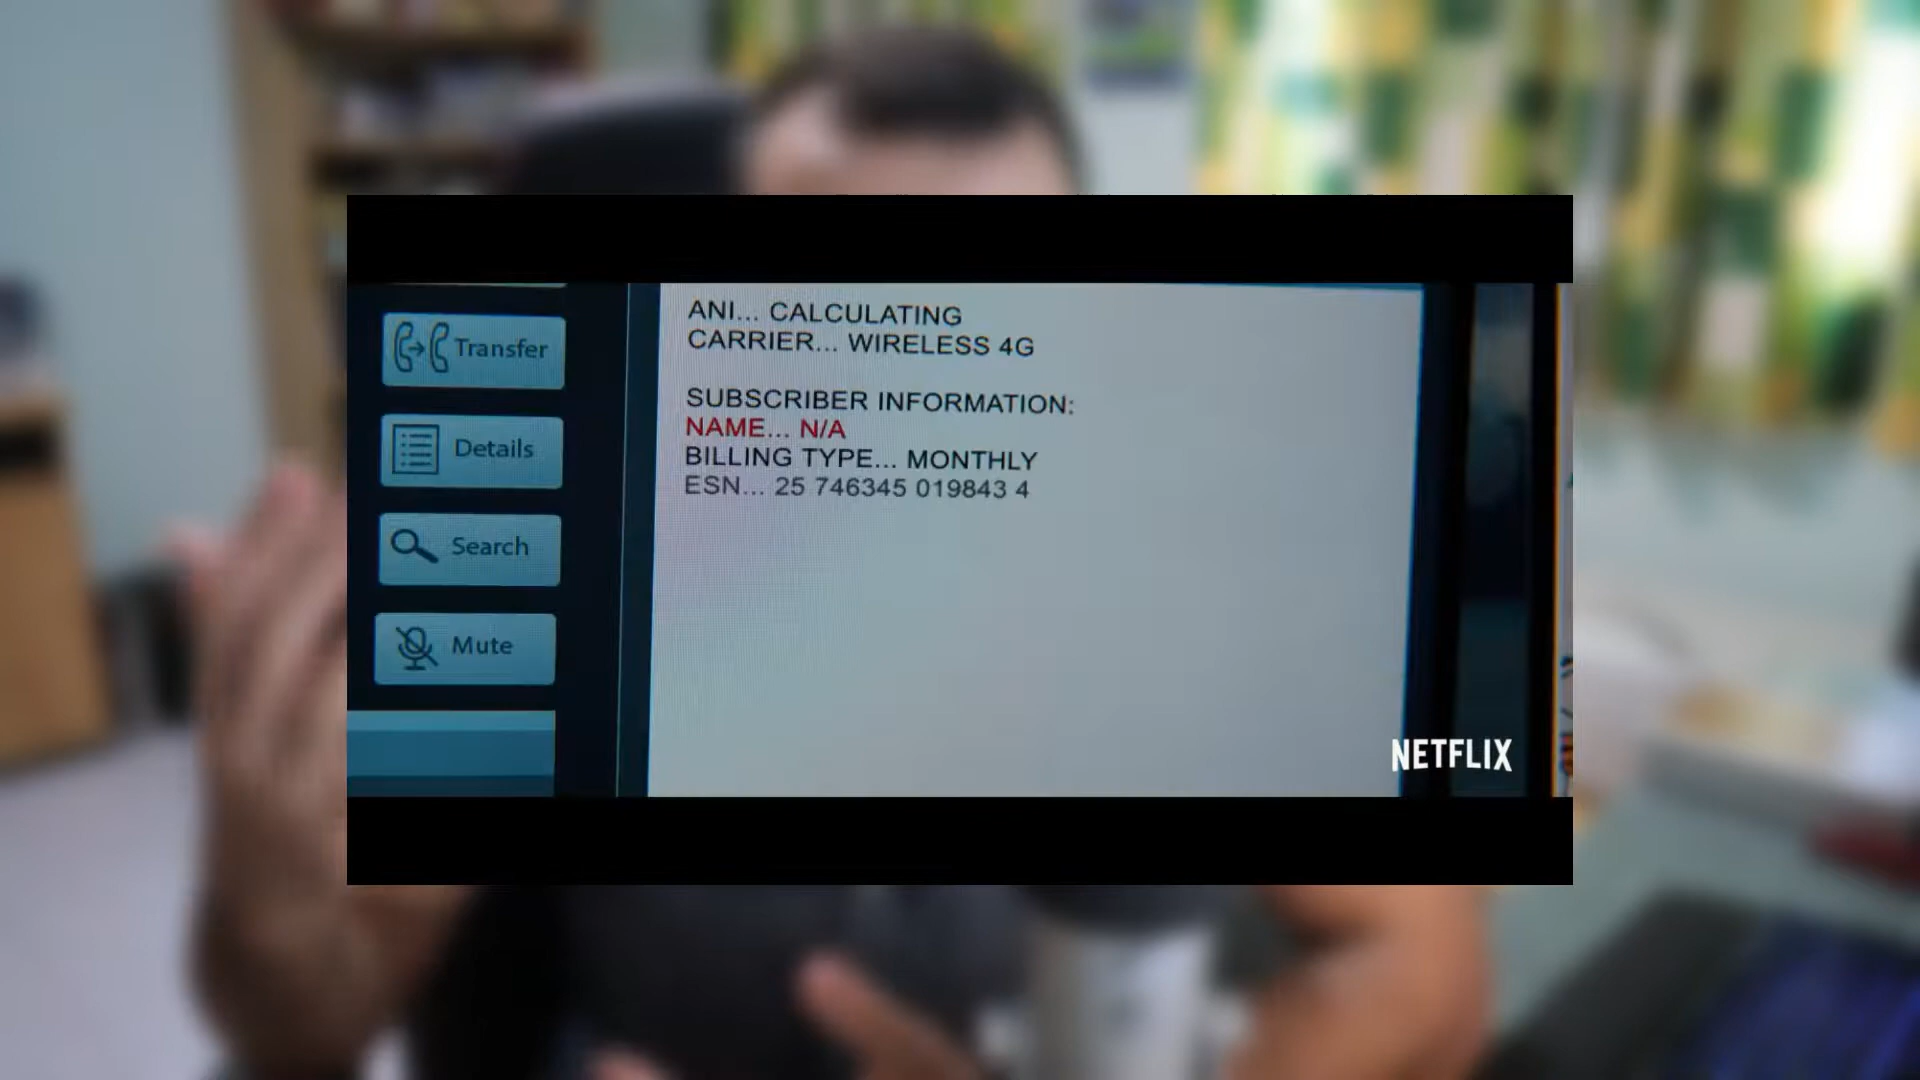 ANI... CALCULATING
CARRIER... WIRELESS 4G
SUBSCRIBER INFORMATION:
NAME... N/A
BILLING TYPE... MONTHLY
ESN... 25 746345 019843 4
Transfer
Details
Search
Mute
NETFLIX